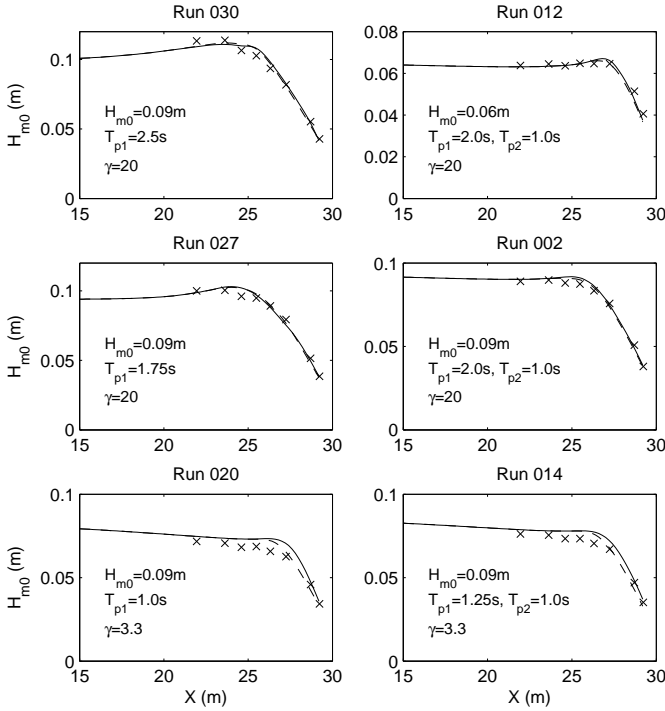 Run 030
0.1
0.05
0
15 20 25 30
H_m0 (m)
H_m0=0.09m
T_p1=2.5s
γ=20
Run 012
0.08
0.06
0.04
0.02
0
15 20 25 30
H_m0=0.06m
T_p1=2.0s, T_p2=1.0s
γ=20
Run 027
0.1
0.05
0
15 20 25 30
H_m0 (m)
H_m0=0.09m
T_p1=1.75s
γ=20
Run 002
0.1
0.05
0
15 20 25 30
H_m0=0.09m
T_p1=2.0s, T_p2=1.0s
γ=20
Run 020
0.1
0.05
0
15 20 25 30
H_m0 (m)
X (m)
H_m0=0.09m
T_p1=1.0s
γ=3.3
Run 014
0.1
0.05
0
15 20 25 30
X (m)
H_m0=0.09m
T_p1=1.25s, T_p2=1.0s
γ=3.3